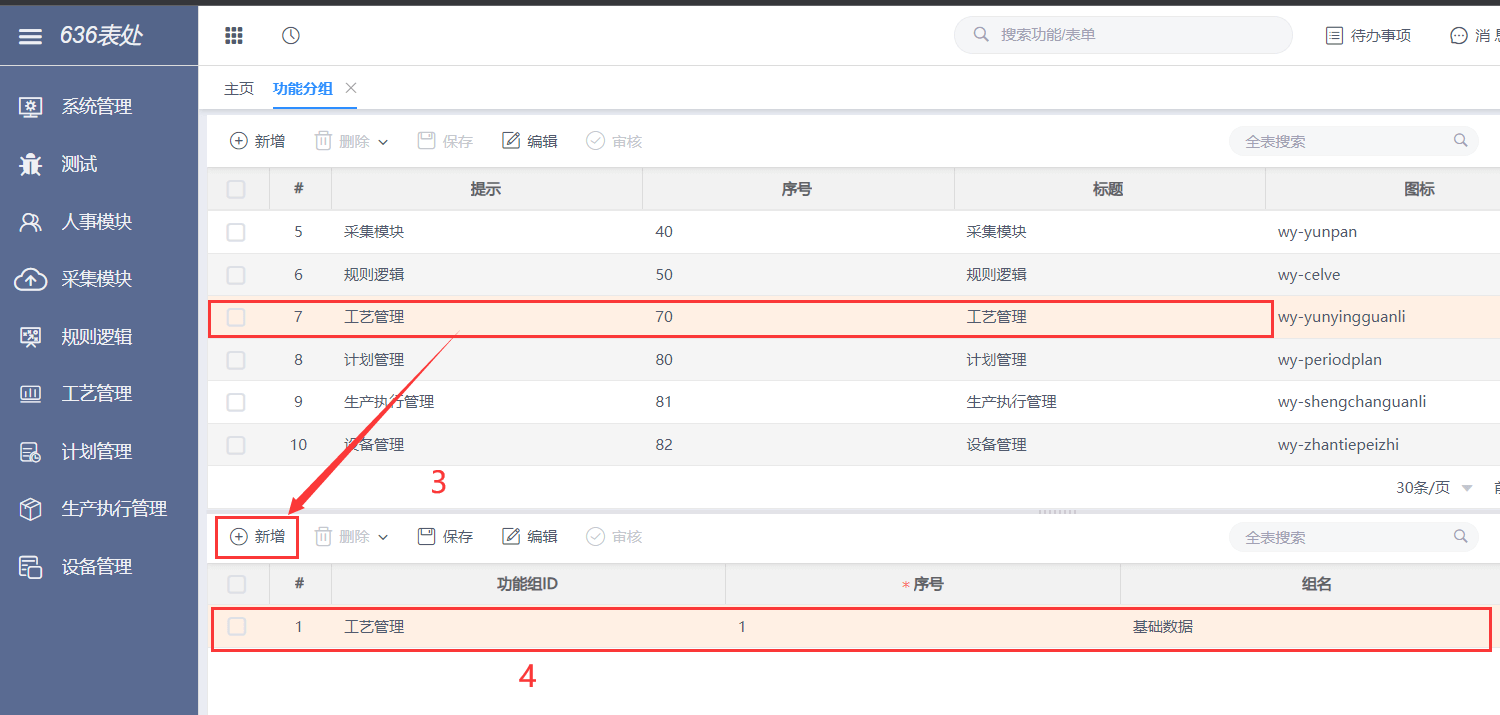 636表处
搜索功能/表单
待办事项
消 息
主页 功能分组
系统管理
测试
人事模块
采集模块
规则逻辑
工艺管理
计划管理
生产执行管理
设备管理
新增 删除 保存 编辑 审核 全表搜索
# 提示 序号 标题 图标
5 采集模块 40 采集模块 wy-yunpan
6 规则逻辑 50 规则逻辑 wy-celve
7 工艺管理 70 工艺管理 wy-yunyingguanli
8 计划管理 80 计划管理 wy-periodplan
9 生产执行管理 81 生产执行管理 wy-shengchanguanli
10 设备管理 82 设备管理 wy-zhantiepeizhi
3
30条/页 前
新增 删除 保存 编辑 审核 全表搜索
# 功能组ID *序号 组名
1 工艺管理 1 基础数据
4